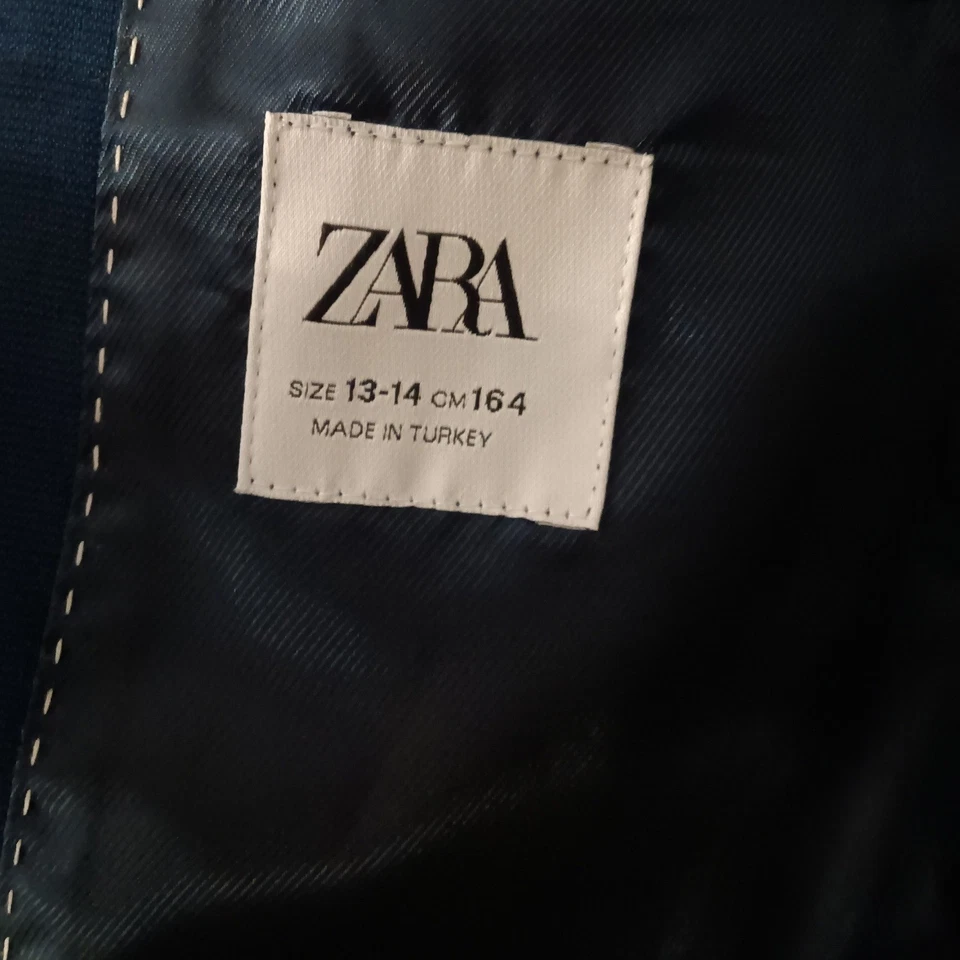 ZARA
SIZE 13-14 CM 164
MADE IN TURKEY